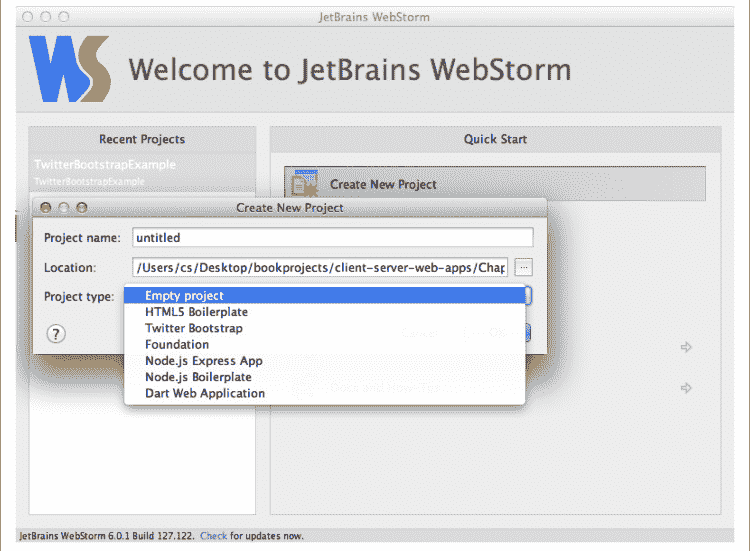 JetBrains WebStorm
WS
Welcome to JetBrains WebStorm
Recent Projects
TwitterBootstrapExample
TwitterBootstrapExample
Quick Start
Create New Project
Create New Project
Project name:
untitled
Location:
/Users/cs/Desktop/bookprojects/client-server-web-apps/Chap
...
Project type:
Empty project
HTML5 Boilerplate
Twitter Bootstrap
Foundation
Node.js Express App
Node.js Boilerplate
Dart Web Application
?
JetBrains WebStorm 6.0.1 Build 127.122. Check for updates now.